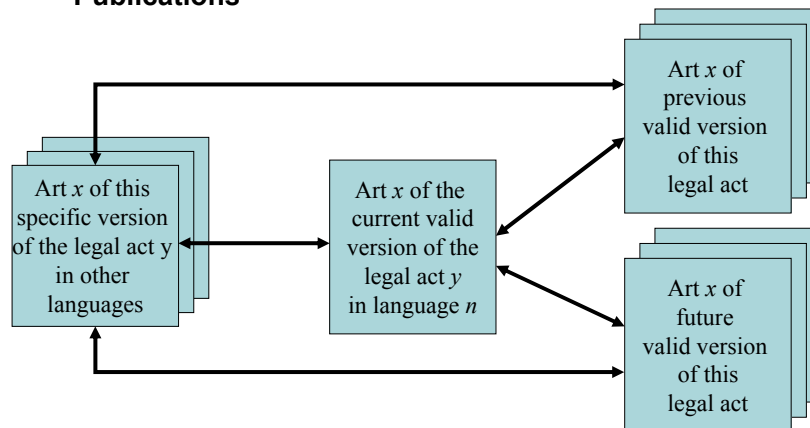 Publications
Art x of
previous
valid version
of this
legal act
Art x of this
specific version
of the legal act y
in other
languages
Art x of the
current valid
version of the
legal act y
in language n
Art x of
future
valid version
of this
legal act